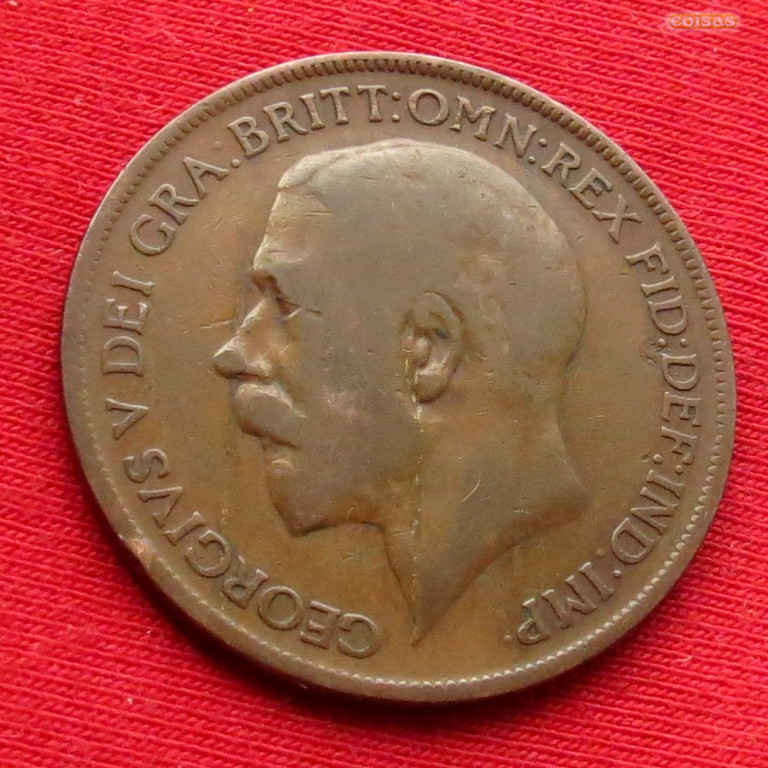 GEORGIVS V DEI GRA: BRITT: OMN: REX FID: DEF: IND: IMP.
coisas